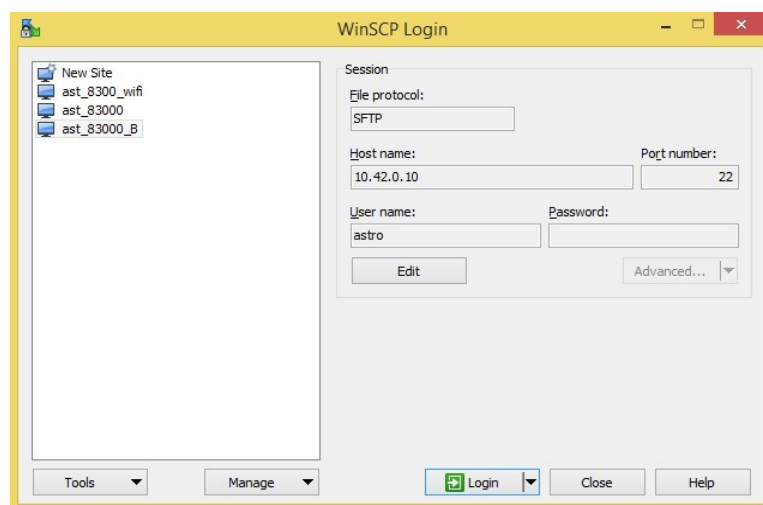 WinSCP Login
New Site
ast_8300_wifi
ast_83000
ast_83000_B
Session
File protocol:
SFTP
Host name:
Port number:
10.42.0.10
22
User name:
Password:
astro
Edit
Advanced...
Tools
Manage
Login
Close
Help